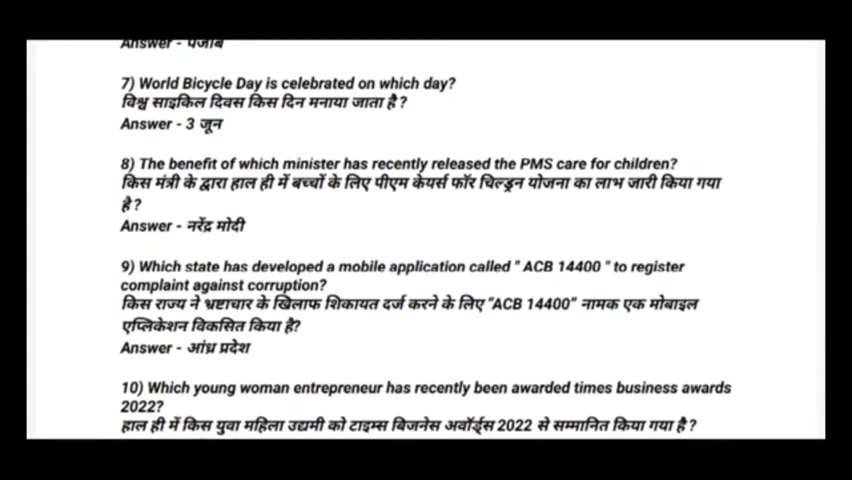 Answer - पंजाब
7) World Bicycle Day is celebrated on which day?
विश्व साइकिल दिवस किस दिन मनाया जाता है?
Answer - 3 जून
8) The benefit of which minister has recently released the PMS care for children?
किस मंत्री के द्वारा हाल ही में बच्चों के लिए पीएम केयर्स फॉर चिल्ड्रन योजना का लाभ जारी किया गया
है?
Answer - नरेंद्र मोदी
9) Which state has developed a mobile application called " ACB 14400 " to register
complaint against corruption?
किस राज्य ने भ्रष्टाचार के खिलाफ शिकायत दर्ज करने के लिए "ACB 14400" नामक एक मोबाइल
एप्लिकेशन विकसित किया है?
Answer - आंध्र प्रदेश
10) Which young woman entrepreneur has recently been awarded times business awards
2022?
हाल ही में किस युवा महिला उद्यमी को टाइम्स बिजनेस अवॉर्ड्स 2022 से सम्मानित किया गया है?